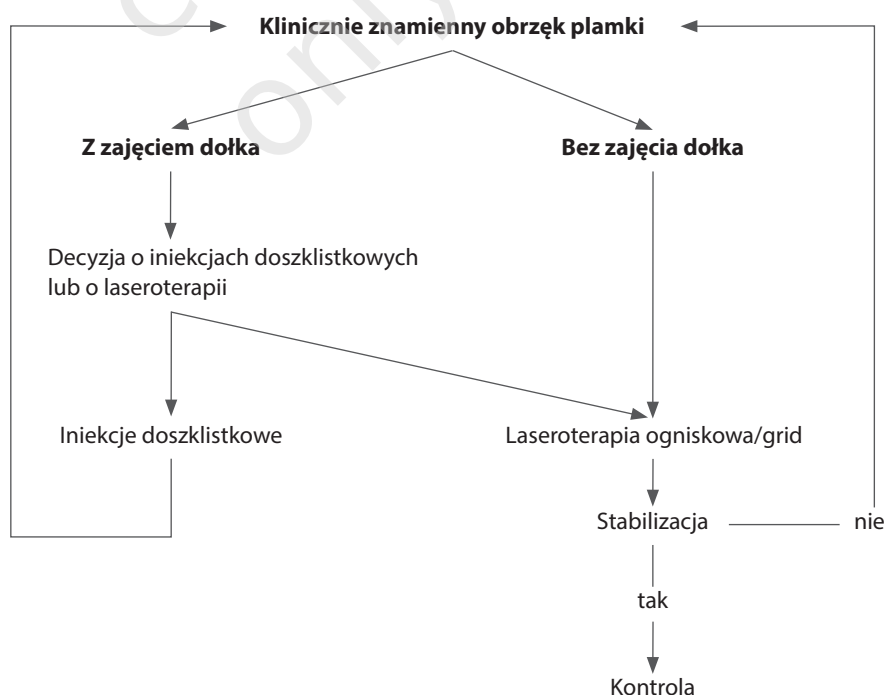 Klinicznie znamienny obrzęk plamki
Z zajęciem dołka
Bez zajęcia dołka
Decyzja o iniekcjach doszklistkowych
lub o laseroterapii
Iniekcje doszklistkowe
Laseroterapia ogniskowa/grid
Stabilizacja
nie
tak
Kontrola